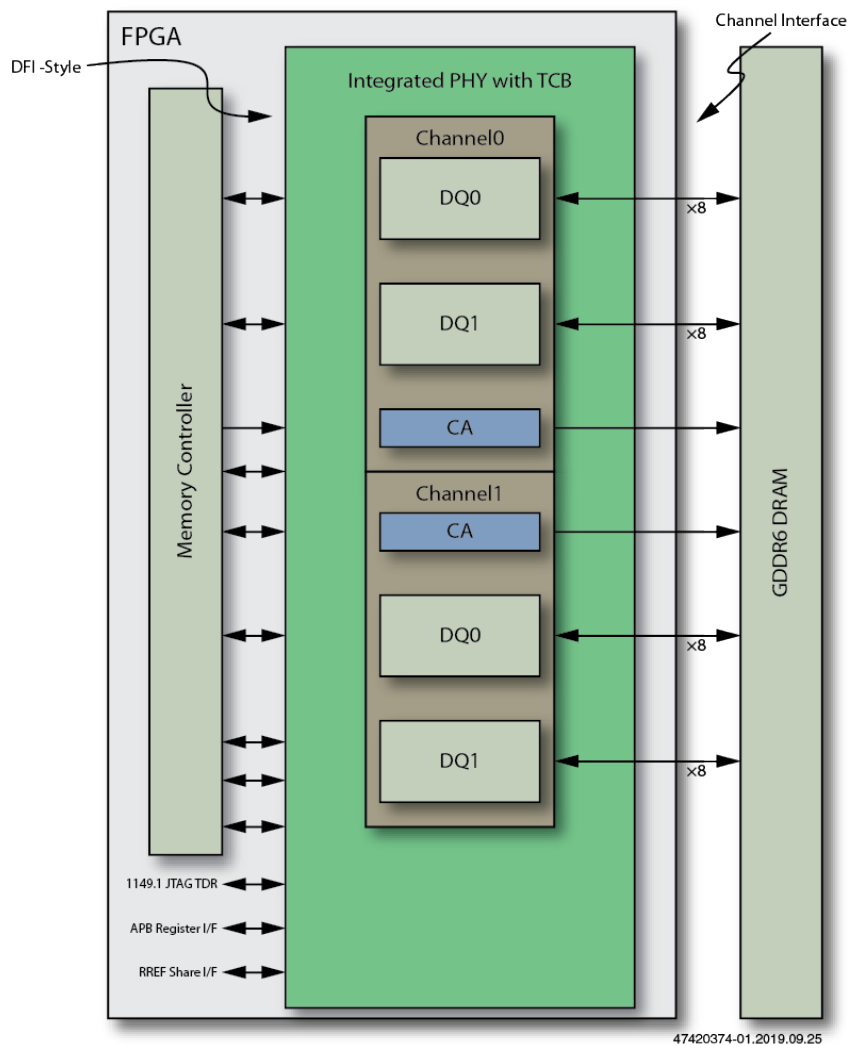 Channel Interface
FPGA
DFI -Style
Integrated PHY with TCB
Channel0
DQ0
×8
DQ1
×8
CA
Memory Controller
Channel1
CA
GDDR6 DRAM
DQ0
×8
DQ1
×8
1149.1 JTAG TDR
APB Register I/F
RREF Share I/F
47420374-01.2019.09.25